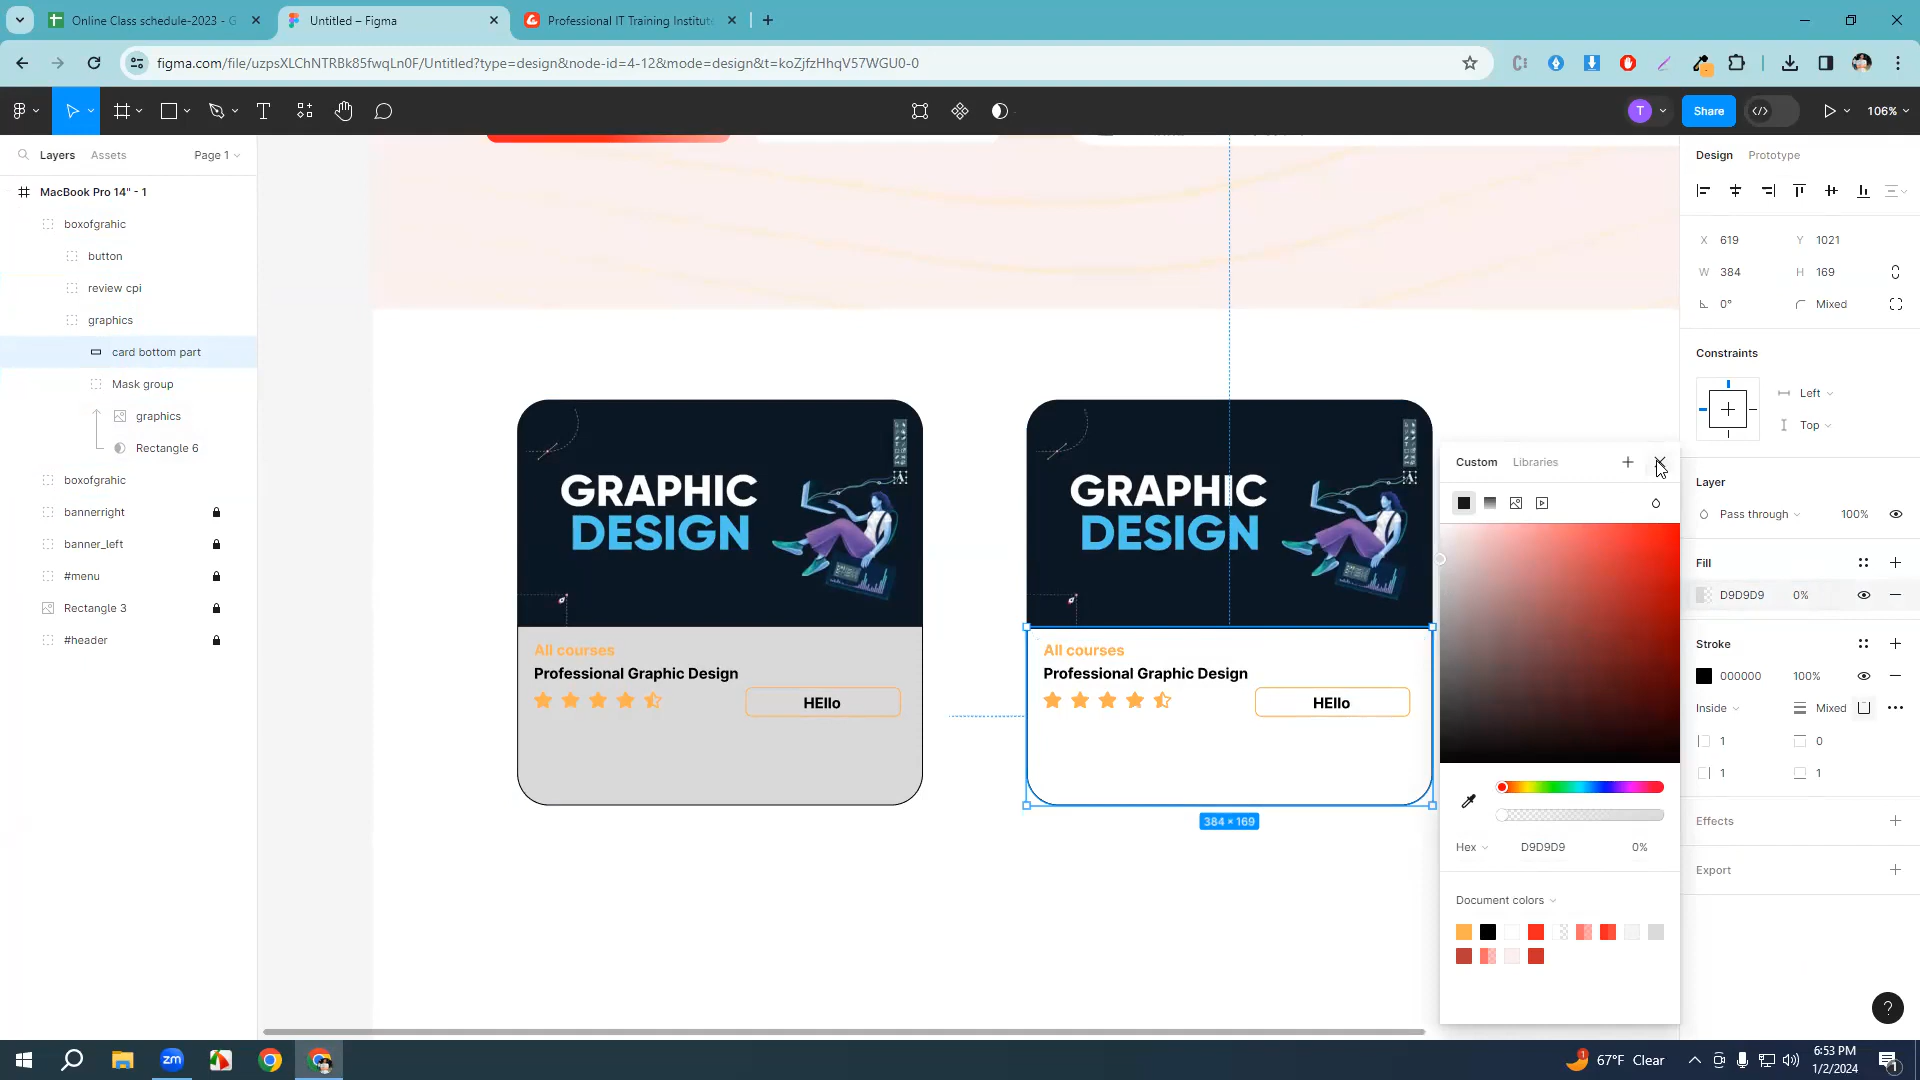 Online Class schedule-2023 - G
Untitled – Figma
Professional IT Training Institute
figma.com/file/uzpsXLChNTRBk85fwqLn0F/Untitled?type=design&node-id=4-12&mode=design&t=koZjfzHhqV57WGU0-0
T
Share
106%
Layers
Assets
Page 1
MacBook Pro 14" - 1
boxofgrahic
button
review cpi
graphics
card bottom part
Mask group
graphics
Rectangle 6
boxofgrahic
bannerright
banner_left
#menu
Rectangle 3
#header
GRAPHIC
DESIGN
All courses
Professional Graphic Design
HEllo
GRAPHIC
DESIGN
All courses
Professional Graphic Design
HEllo
384 × 169
Custom
Libraries
Hex
D9D9D9
0%
Document colors
Design
Prototype
X 619
Y 1021
W 384
H 169
0°
Mixed
Constraints
Left
Top
Layer
Pass through
100%
Fill
D9D9D9
0%
Stroke
000000
100%
Inside
Mixed
1
0
1
1
Effects
Export
?
zm
1
67°F Clear
6:53 PM
1/2/2024
1